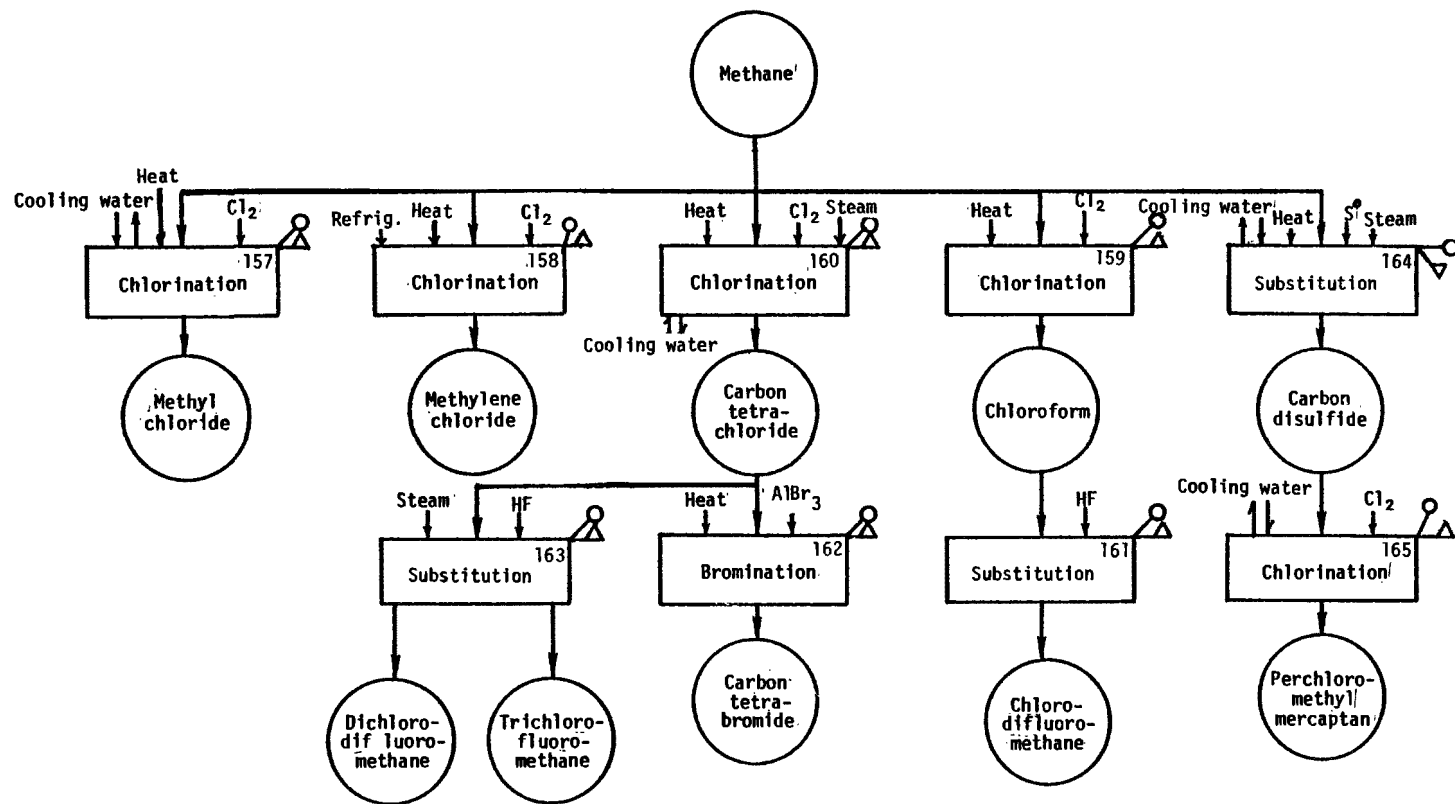 Methane
Cooling water
Heat
Cl2
157
Chlorination
Refrig.
Heat
Cl2
158
Chlorination
Heat
Cl2
Steam
160
Chlorination
Cooling water
Heat
Cl2
159
Chlorination
Cooling water
Heat
Steam
164
Substitution
Methyl
chloride
Methylene
chloride
Carbon
tetra-
chloride
Chloroform
Carbon
disulfide
Steam
HF
163
Substitution
Heat
AlBr3
162
Bromination
HF
161
Substitution
Cooling water
Cl2
165
Chlorination
Dichloro-
dif luoro-
methane
Trichloro-
fluoro-
methane
Carbon
tetra-
bromide
Chloro-
difluoro-
methane
Perchloro-
methyl
mercaptan